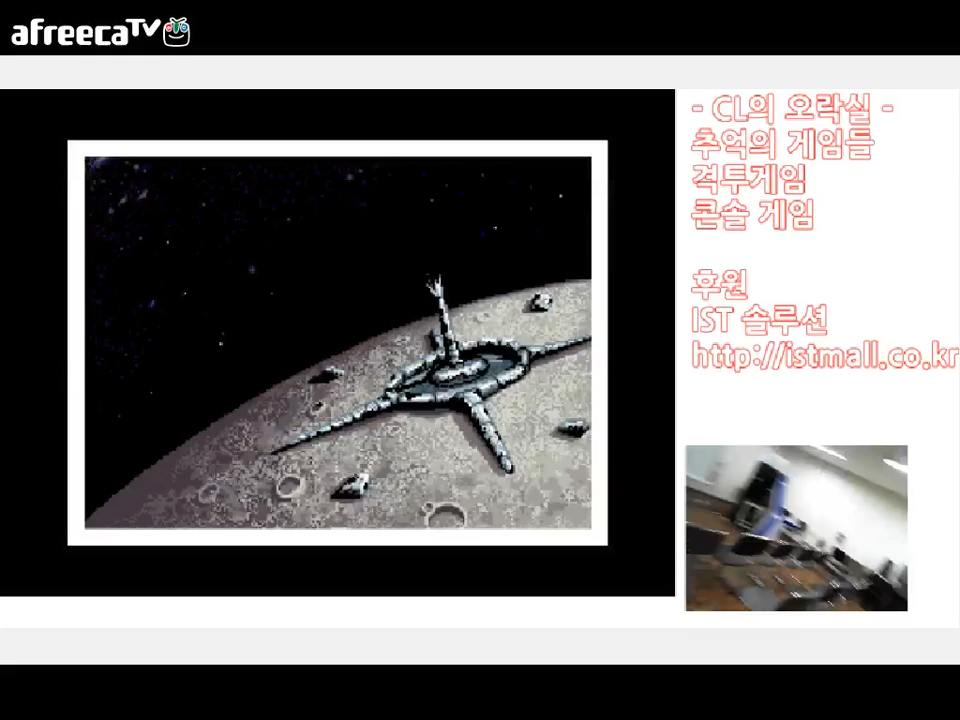 afreecaTV
- CL의 오락실 -
추억의 게임들
격투게임
콘솔 게임
후원
IST 솔루션
http://istmall.co.kr